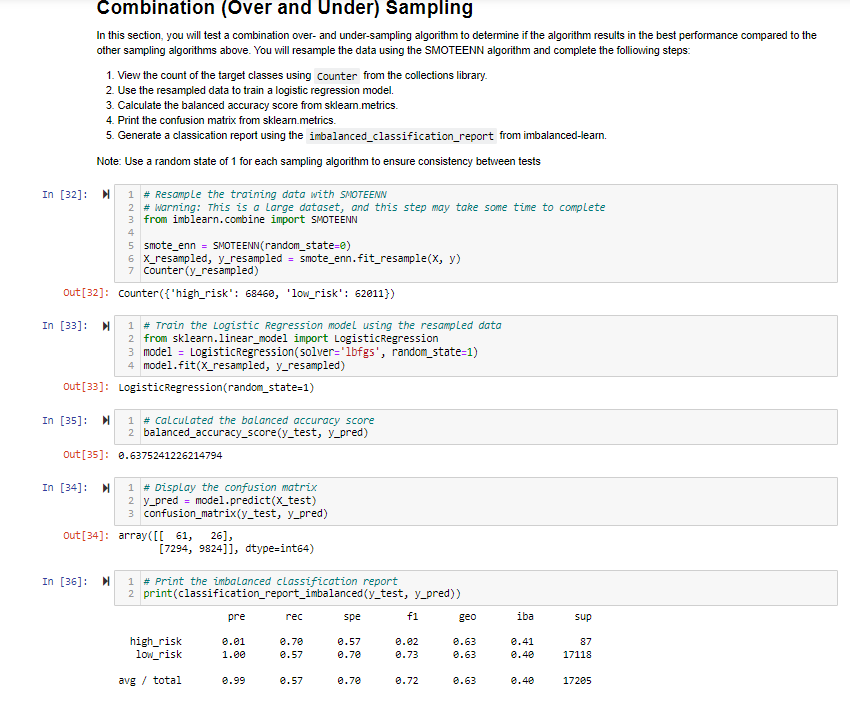 Combination (Over and Under) Sampling
In this section, you will test a combination over- and under-sampling algorithm to determine if the algorithm results in the best performance compared to the
other sampling algorithms above. You will resample the data using the SMOTEENN algorithm and complete the following steps:
1. View the count of the target classes using Counter from the collections library.
2. Use the resampled data to train a logistic regression model.
3. Calculate the balanced accuracy score from sklearn.metrics.
4. Print the confusion matrix from sklearn.metrics.
5. Generate a classication report using the imbalanced_classification_report from imbalanced-learn.
Note: Use a random state of 1 for each sampling algorithm to ensure consistency between tests
In [32]:
1 # Resample the training data with SMOTEENN
2 # Warning: This is a large dataset, and this step may take some time to complete
3 from imblearn.combine import SMOTEENN
4
5 smote_enn = SMOTEENN(random_state=0)
6 X_resampled, y_resampled = smote_enn.fit_resample(X, y)
7 Counter(y_resampled)
Out[32]: Counter({'high_risk': 68460, 'low_risk': 62011})
In [33]:
1 # Train the Logistic Regression model using the resampled data
2 from sklearn.linear_model import LogisticRegression
3 model = LogisticRegression(solver='lbfgs', random_state=1)
4 model.fit(X_resampled, y_resampled)
Out[33]: LogisticRegression(random_state=1)
In [35]:
1 # Calculated the balanced accuracy score
2 balanced_accuracy_score(y_test, y_pred)
Out[35]: 0.6375241226214794
In [34]:
1 # Display the confusion matrix
2 y_pred = model.predict(X_test)
3 confusion_matrix(y_test, y_pred)
Out[34]: array([[ 61, 26],
[7294, 9824]], dtype=int64)
In [36]:
1 # Print the imbalanced classification report
2 print(classification_report_imbalanced(y_test, y_pred))
pre rec spe f1 geo iba sup
high_risk 0.01 0.70 0.57 0.02 0.63 0.41 87
low_risk 1.00 0.57 0.70 0.73 0.63 0.40 17118
avg / total 0.99 0.57 0.70 0.72 0.63 0.40 17205